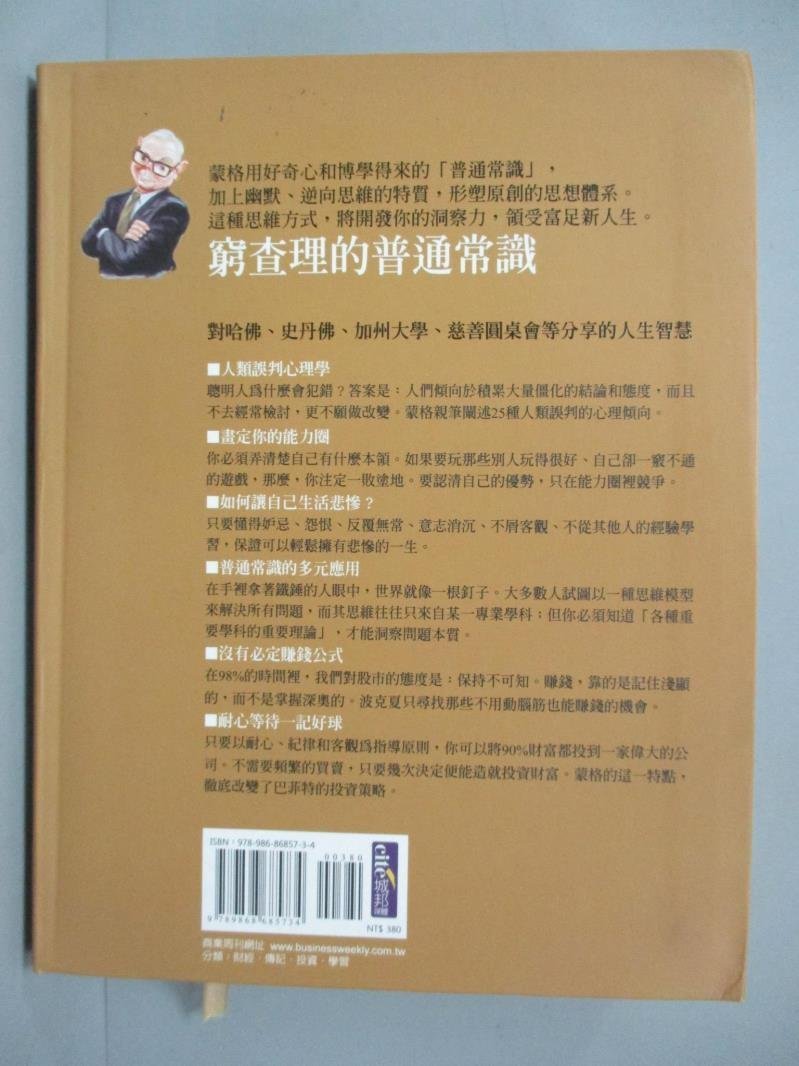 蒙格用好奇心和博學得來的「普通常識」，
加上幽默、逆向思維的特質，形塑原創的思想體系。
這種思維方式，將開發你的洞察力，領受富足新人生。
窮查理的普通常識
對哈佛、史丹佛、加州大學、慈善圓桌會等分享的人生智慧
■人類誤判心理學
聰明人爲什麼會犯錯？答案是：人們傾向於積累大量僵化的結論和態度，而且
不去經常檢討，更不願做改變。蒙格親筆闡述25種人類誤判的心理傾向。
■畫定你的能力圈
你必須弄清楚自己有什麼本領。如果要玩那些別人玩得很好、自己卻一竅不通
的遊戲，那麼，你注定一敗塗地。要認清自己的優勢，只在能力圈裡競爭。
■如何讓自己生活悲慘？
只要懂得妒忌、怨恨、反覆無常、意志消沉、不屑客觀、不從其他人的經驗學
習，保證可以輕鬆擁有悲慘的一生。
■普通常識的多元應用
在手裡拿著鐵錘的人眼中，世界就像一根釘子。大多數人試圖以一種思維模型
來解決所有問題，而其思維往往只來自某一專業學科；但你必須知道「各種重
要學科的重要理論」，才能洞察問題本質。
■沒有必定賺錢公式
在98%的時間裡，我們對股市的態度是：保持不可知。賺錢，靠的是記住淺顯
的，而不是掌握深奧的。波克夏只尋找那些不用動腦筋也能賺錢的機會。
■耐心等待一記好球
只要以耐心、紀律和客觀爲指導原則，你可以將90%財富都投到一家偉大的公
司。不需要頻繁的買賣，只要幾次決定便能造就投資財富。蒙格的這一特點，
徹底改變了巴菲特的投資策略。
ISBN：978-986-86857-3-4
00380
9 789868 685734
cité
城邦
媒體
NT$ 380
商業周刊網址 www.businessweekly.com.tw
分類：財經·傳記·投資·學習